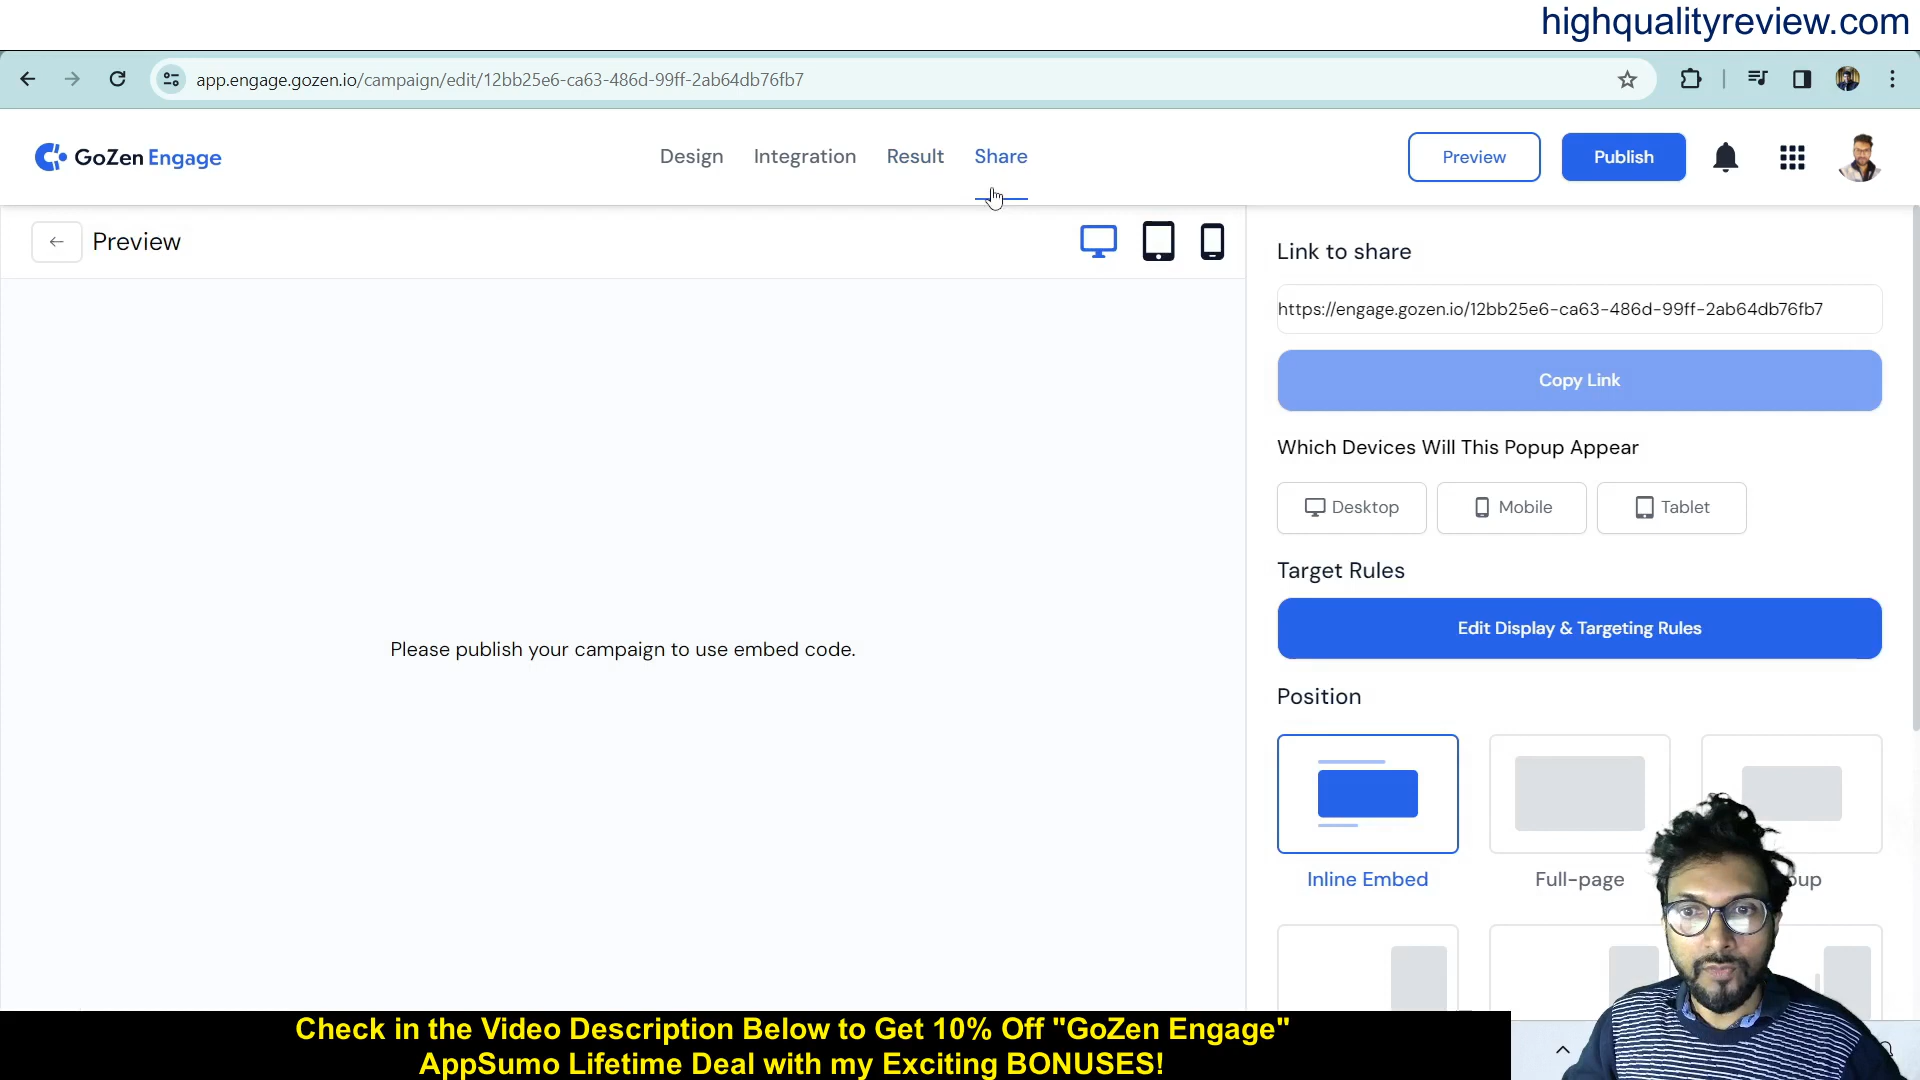 highqualityreview.com
app.engage.gozen.io/campaign/edit/12bb25e6-ca63-486d-99ff-2ab64db76fb7
GoZen Engage
Design
Integration
Result
Share
Preview
Publish
Preview
Link to share
https://engage.gozen.io/12bb25e6-ca63-486d-99ff-2ab64db76fb7
Copy Link
Which Devices Will This Popup Appear
Desktop
Mobile
Tablet
Target Rules
Edit Display & Targeting Rules
Please publish your campaign to use embed code.
Position
Inline Embed
Full-page
Check in the Video Description Below to Get 10% Off "GoZen Engage"
AppSumo Lifetime Deal with my Exciting BONUSES!